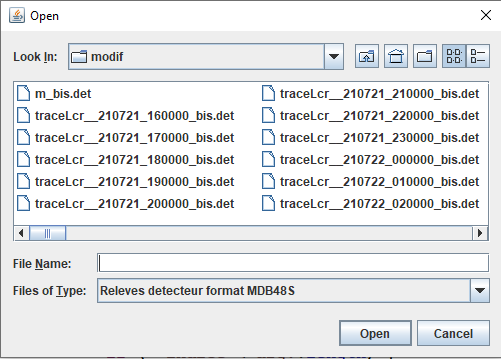 Open
Look In: modif
m_bis.det
traceLcr__210721_160000_bis.det
traceLcr__210721_170000_bis.det
traceLcr__210721_180000_bis.det
traceLcr__210721_190000_bis.det
traceLcr__210721_200000_bis.det
traceLcr__210721_210000_bis.det
traceLcr__210721_220000_bis.det
traceLcr__210721_230000_bis.det
traceLcr__210722_000000_bis.det
traceLcr__210722_010000_bis.det
traceLcr__210722_020000_bis.det
File Name:
Files of Type: Releves detecteur format MDB48S
Open Cancel